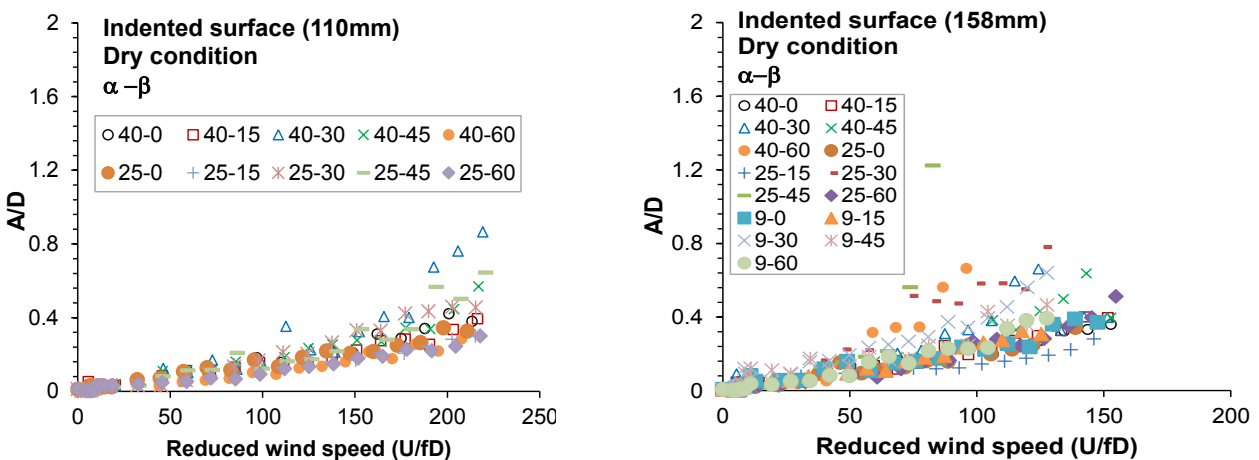 Indented surface (110mm)
Dry condition
α –β
40-0 40-15 40-30 40-45 40-60
25-0 25-15 25-30 25-45 25-60
2
1.6
1.2
0.8
0.4
0
A/D
0 50 100 150 200 250
Reduced wind speed (U/fD)
Indented surface (158mm)
Dry condition
α–β
40-0 40-15
40-30 40-45
40-60 25-0
25-15 25-30
25-45 25-60
9-0 9-15
9-30 9-45
9-60
2
1.6
1.2
0.8
0.4
0
A/D
0 50 100 150 200
Reduced wind speed (U/fD)